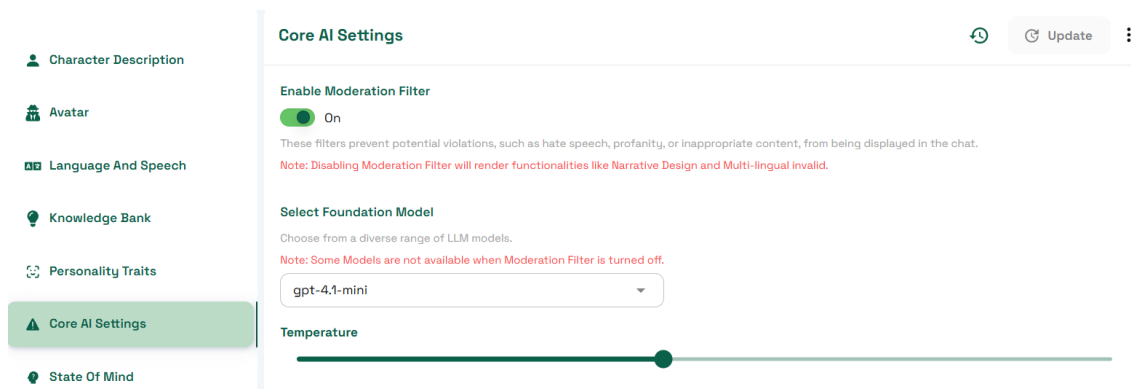 Character Description
Avatar
Language And Speech
Knowledge Bank
Personality Traits
Core AI Settings
State Of Mind
Core AI Settings
Update
Enable Moderation Filter
On
These filters prevent potential violations, such as hate speech, profanity, or inappropriate content, from being displayed in the chat.
Note: Disabling Moderation Filter will render functionalities like Narrative Design and Multi-lingual invalid.
Select Foundation Model
Choose from a diverse range of LLM models.
Note: Some Models are not available when Moderation Filter is turned off.
gpt-4.1-mini
Temperature